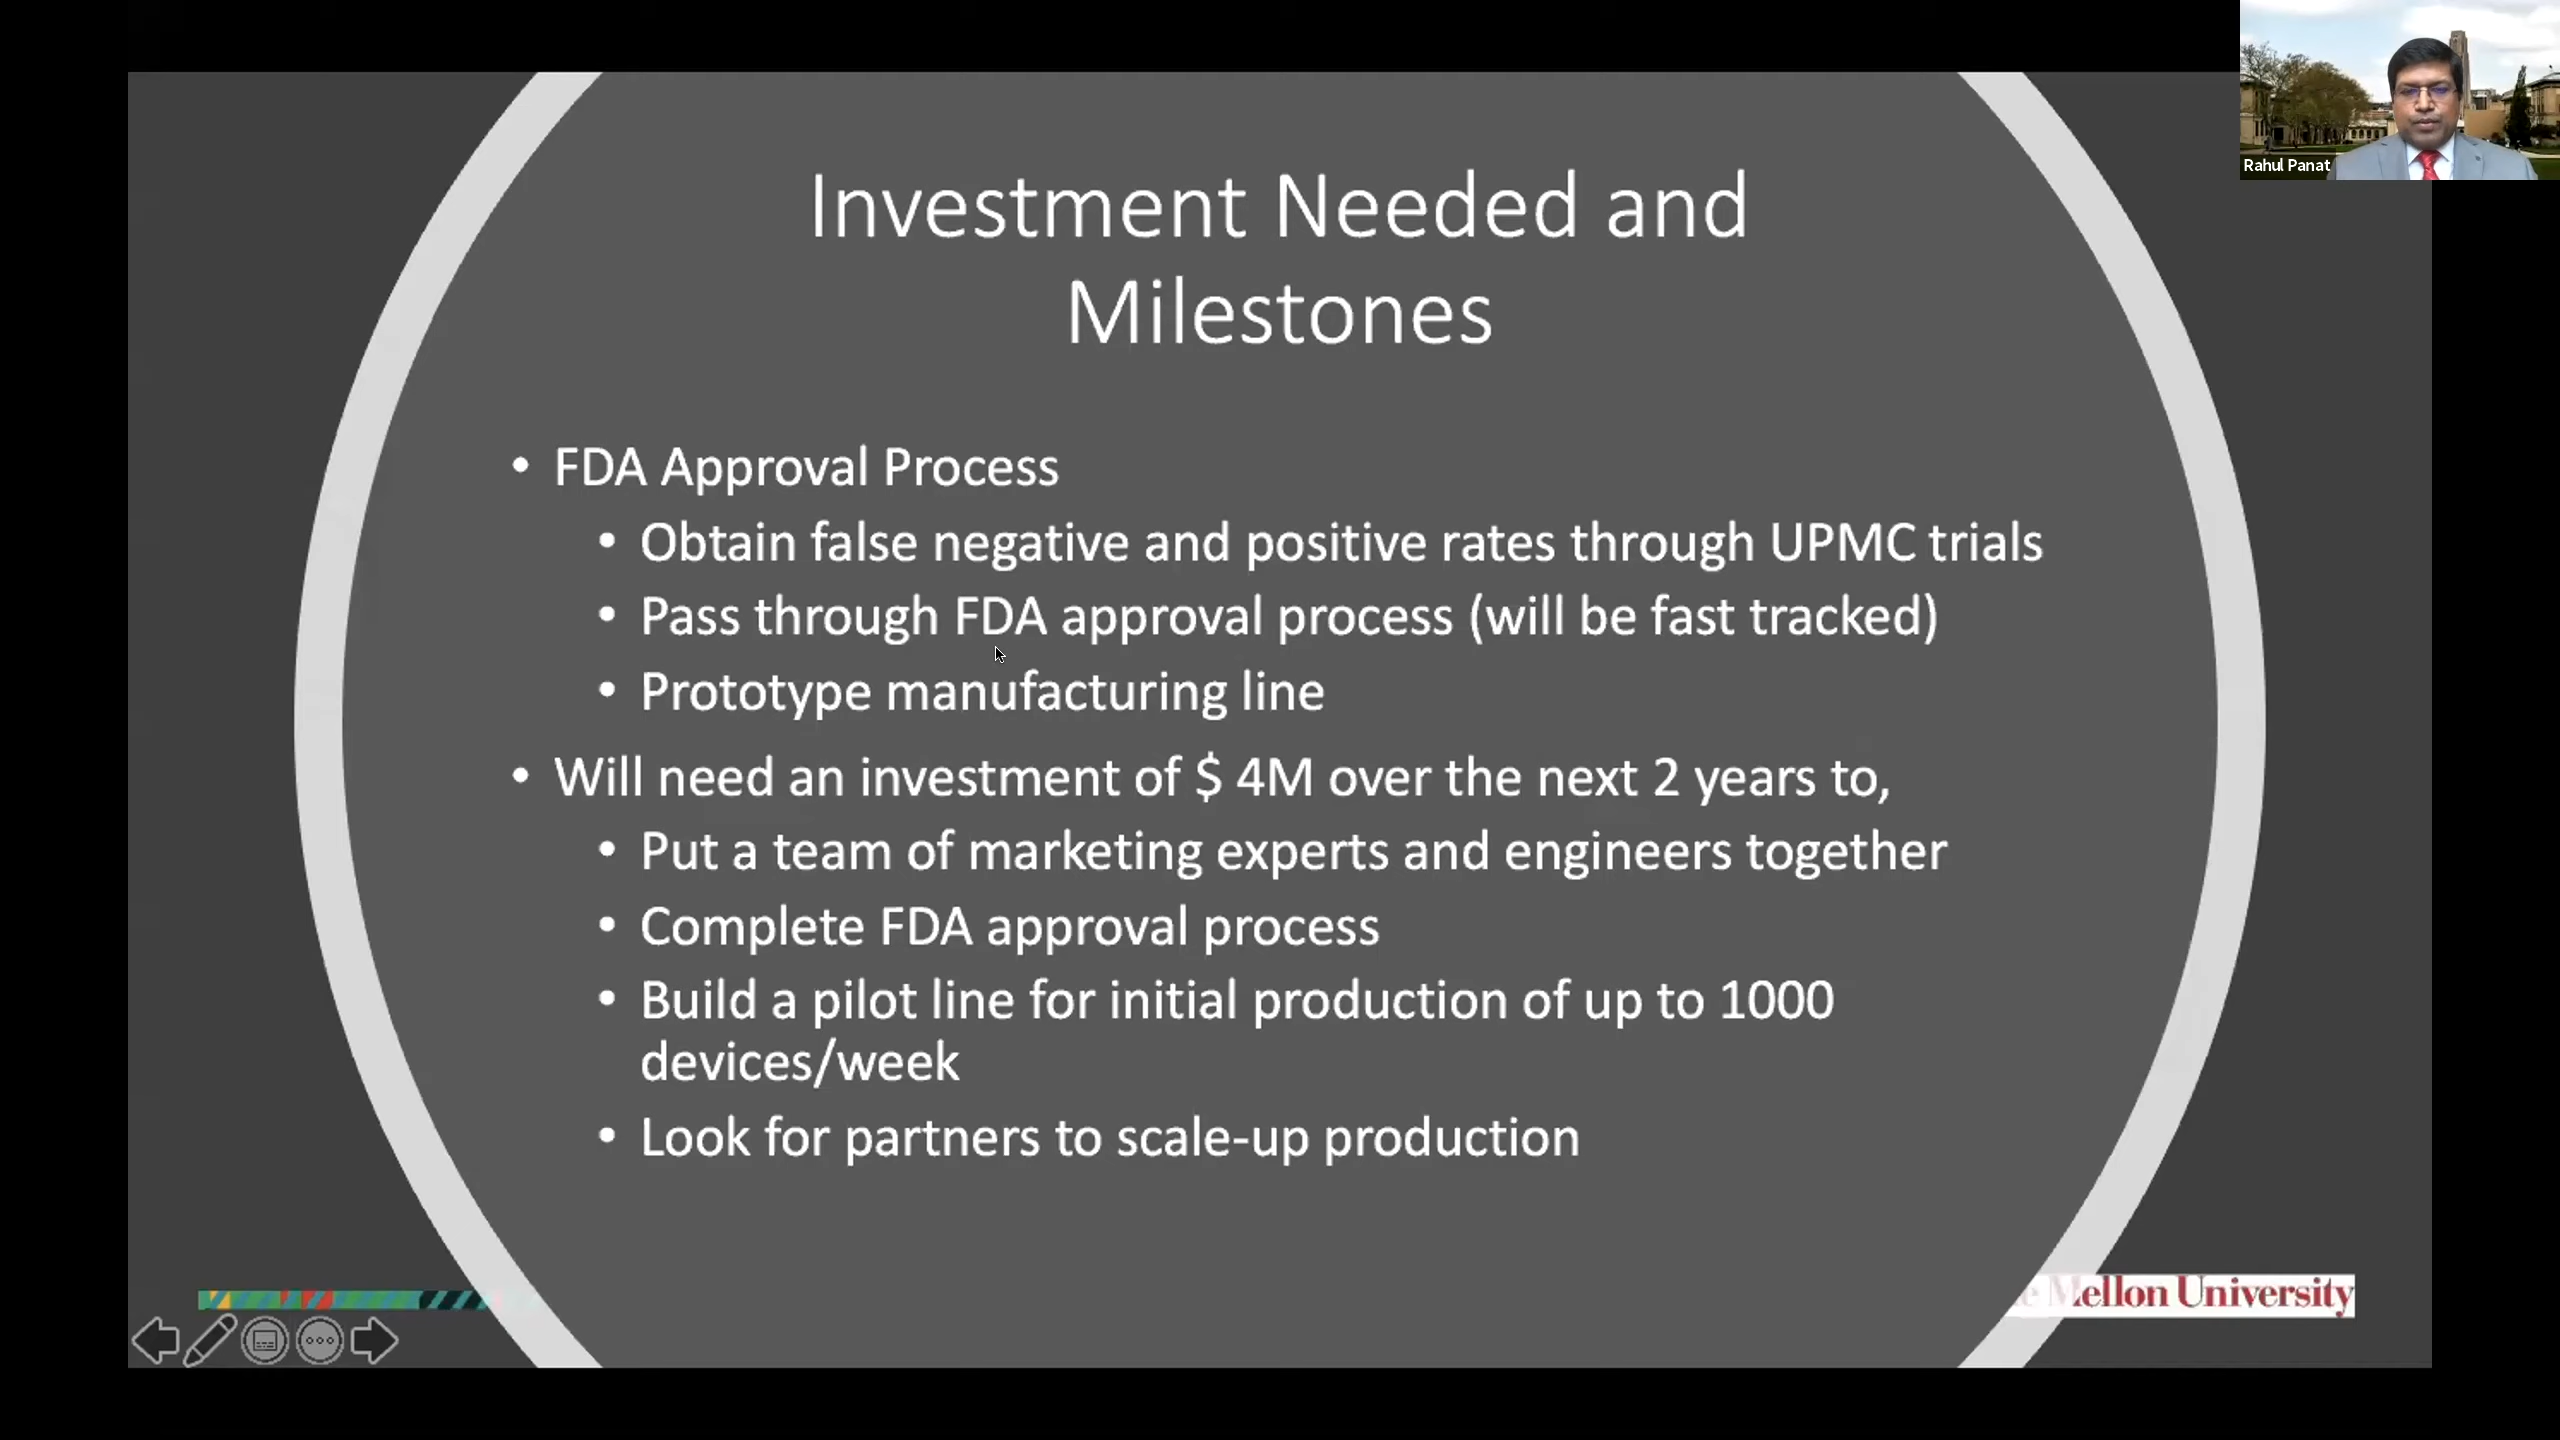 Rahul Panat
Investment Needed and
Milestones
• FDA Approval Process
• Obtain false negative and positive rates through UPMC trials
• Pass through FDA approval process (will be fast tracked)
• Prototype manufacturing line
• Will need an investment of $ 4M over the next 2 years to,
• Put a team of marketing experts and engineers together
• Complete FDA approval process
• Build a pilot line for initial production of up to 1000
devices/week
• Look for partners to scale-up production
e Mellon University